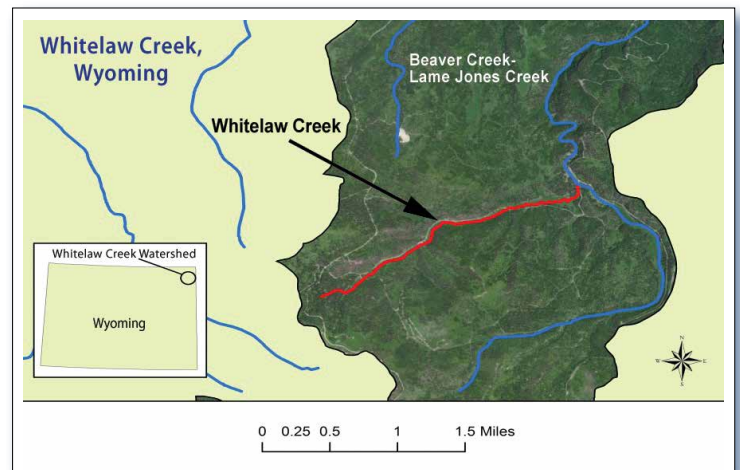 Whitelaw Creek,
Wyoming
Beaver Creek-
Lame Jones Creek
Whitelaw Creek
Whitelaw Creek Watershed
Wyoming
N
W
E
S
0 0.25 0.5 1 1.5 Miles